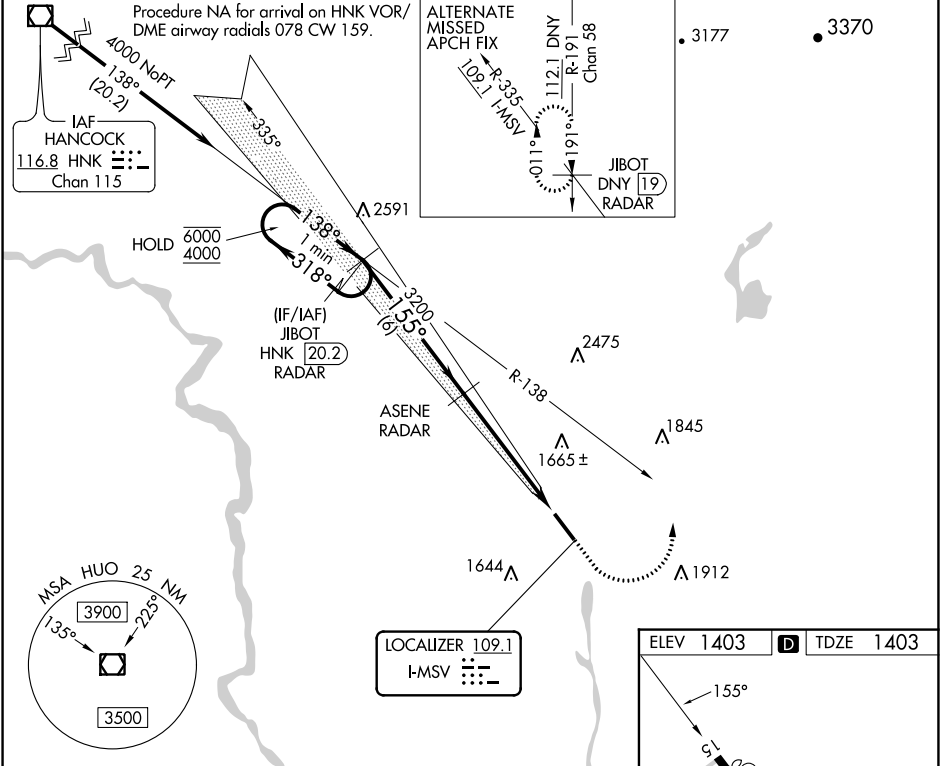 Procedure NA for arrival on HNK VOR/
DME airway radials 078 CW 159.
4000 NoPT
138°
(20.2)
IAF
HANCOCK
116.8 HNK
Chan 115
335°
ALTERNATE
MISSED
APCH FIX
R-335
109.1 I-MSV
112.1 DNY
R-191
Chan 58
011°
191°
JIBOT
DNY 19
RADAR
3177
3370
2591
HOLD 6000
4000
138°
1 min
318°
(IF/IAF)
JIBOT
HNK 20.2
RADAR
3200
155°
(6)
R-138
2475
ASENE
RADAR
1665 ±
1845
1644
1912
MSA HUO 25 NM
3900
135°
225°
3500
LOCALIZER 109.1
I-MSV
ELEV 1403 D TDZE 1403
155°
15